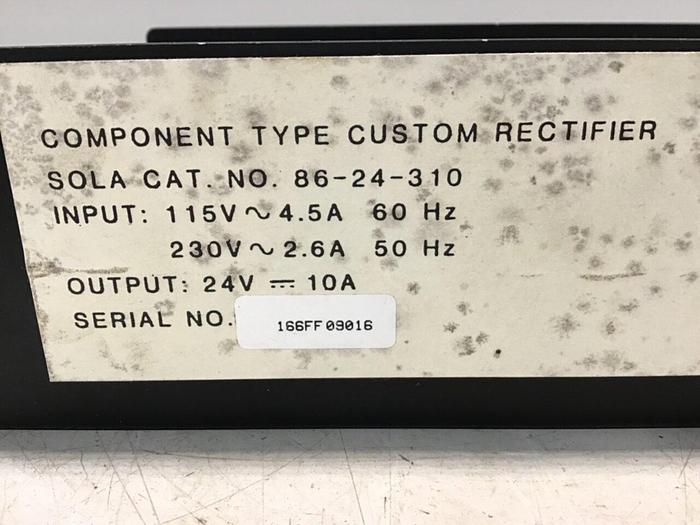 COMPONENT TYPE CUSTOM RECTIFIER
SOLA CAT. NO. 86-24-310
INPUT: 115V ∿ 4.5A 60 Hz
230V ∿ 2.6A 50 Hz
OUTPUT: 24V ⎓ 10A
SERIAL NO. 166FF09016